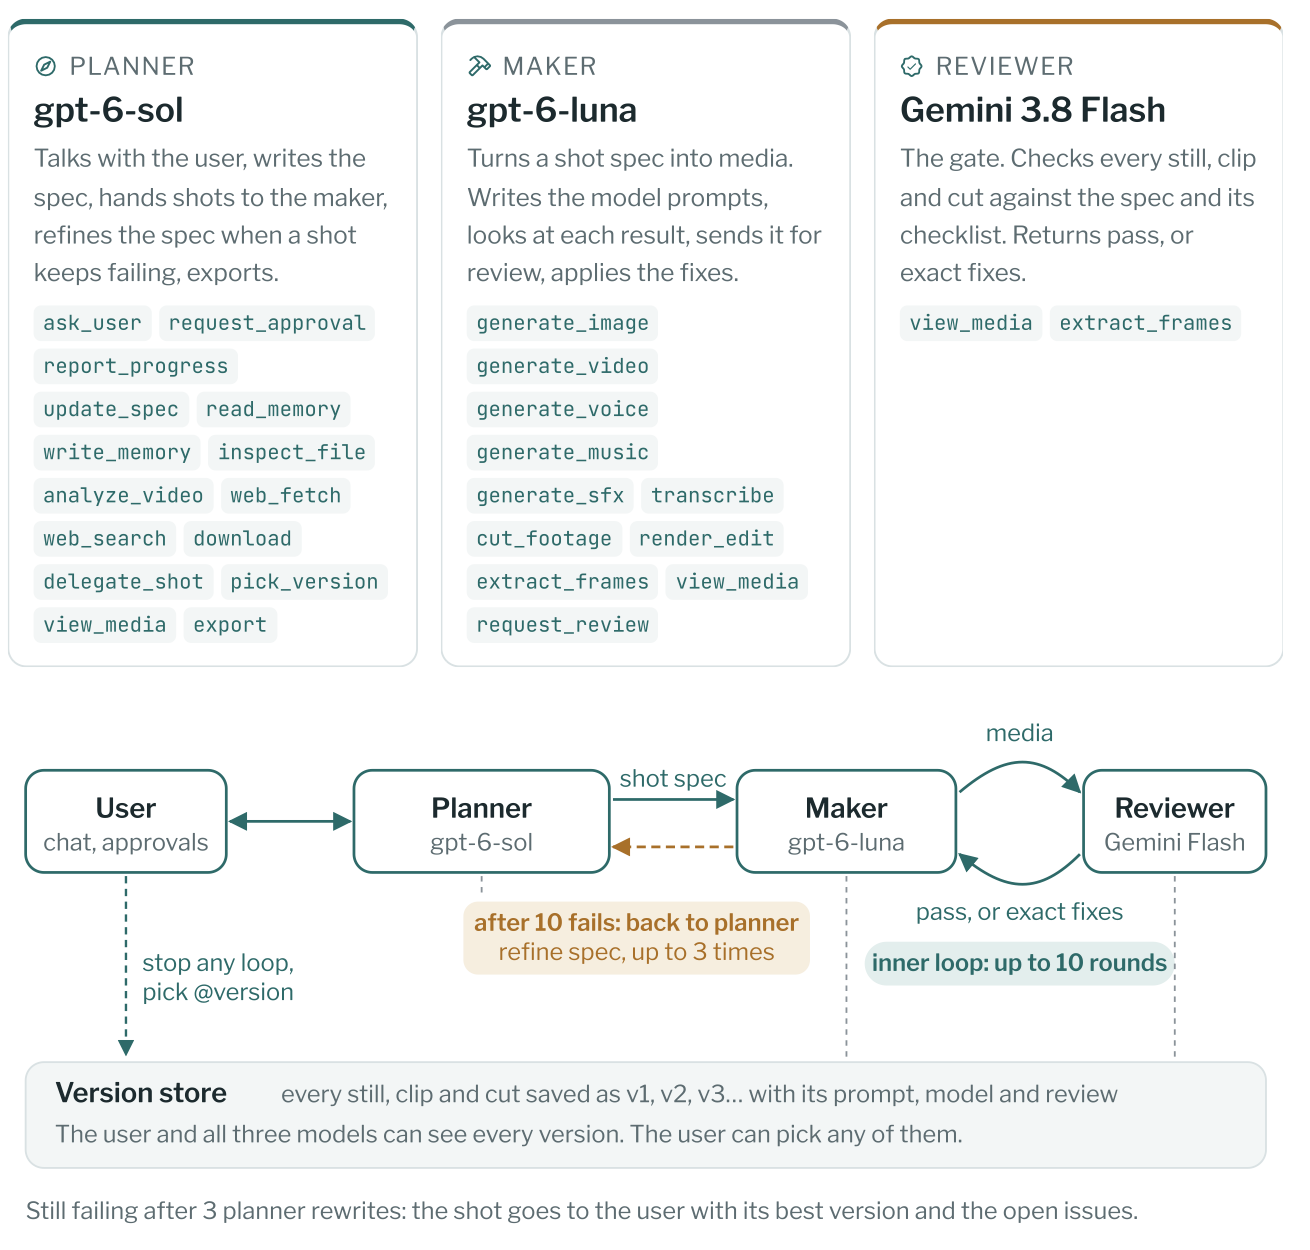 PLANNER
gpt-6-sol
Talks with the user, writes the
spec, hands shots to the maker,
refines the spec when a shot
keeps failing, exports.
ask_user request_approval
report_progress
update_spec read_memory
write_memory inspect_file
analyze_video web_fetch
web_search download
delegate_shot pick_version
view_media export
MAKER
gpt-6-luna
Turns a shot spec into media.
Writes the model prompts,
looks at each result, sends it for
review, applies the fixes.
generate_image
generate_video
generate_voice
generate_music
generate_sfx transcribe
cut_footage render_edit
extract_frames view_media
request_review
REVIEWER
Gemini 3.8 Flash
The gate. Checks every still, clip
and cut against the spec and its
checklist. Returns pass, or
exact fixes.
view_media extract_frames
User
chat, approvals
Planner
gpt-6-sol
shot spec
Maker
gpt-6-luna
media
Reviewer
Gemini Flash
pass, or exact fixes
inner loop: up to 10 rounds
after 10 fails: back to planner
refine spec, up to 3 times
stop any loop,
pick @version
Version store every still, clip and cut saved as v1, v2, v3... with its prompt, model and review
The user and all three models can see every version. The user can pick any of them.
Still failing after 3 planner rewrites: the shot goes to the user with its best version and the open issues.